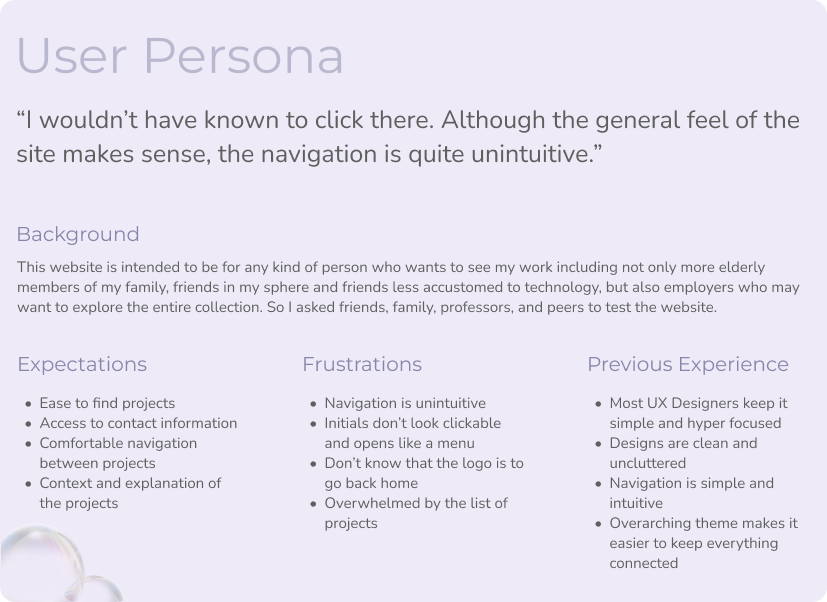 User Persona
“I wouldn’t have known to click there. Although the general feel of the
site makes sense, the navigation is quite unintuitive.”
Background
This website is intended to be for any kind of person who wants to see my work including not only more elderly
members of my family, friends in my sphere and friends less accustomed to technology, but also employers who may
want to explore the entire collection. So I asked friends, family, professors, and peers to test the website.
Expectations
• Ease to find projects
• Access to contact information
• Comfortable navigation
between projects
• Context and explanation of
the projects
Frustrations
• Navigation is unintuitive
• Initials don’t look clickable
and opens like a menu
• Don’t know that the logo is to
go back home
• Overwhelmed by the list of
projects
Previous Experience
• Most UX Designers keep it
simple and hyper focused
• Designs are clean and
uncluttered
• Navigation is simple and
intuitive
• Overarching theme makes it
easier to keep everything
connected